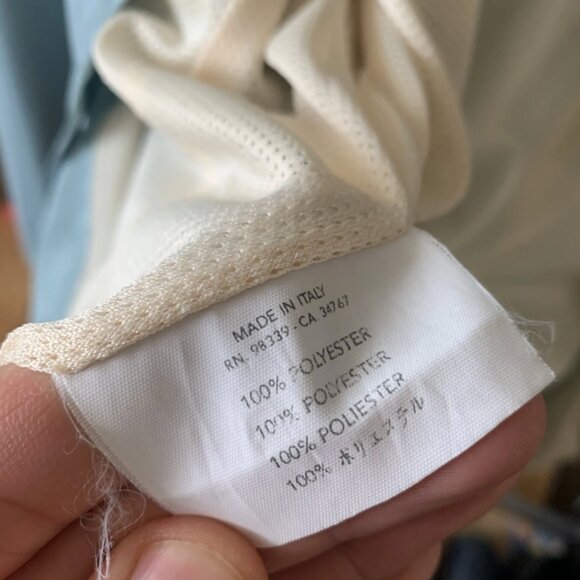 MADE IN ITALY
RN. 98339 - CA 34767
100% POLYESTER
100% POLYESTER
100% POLIESTER
100% ポリエステル